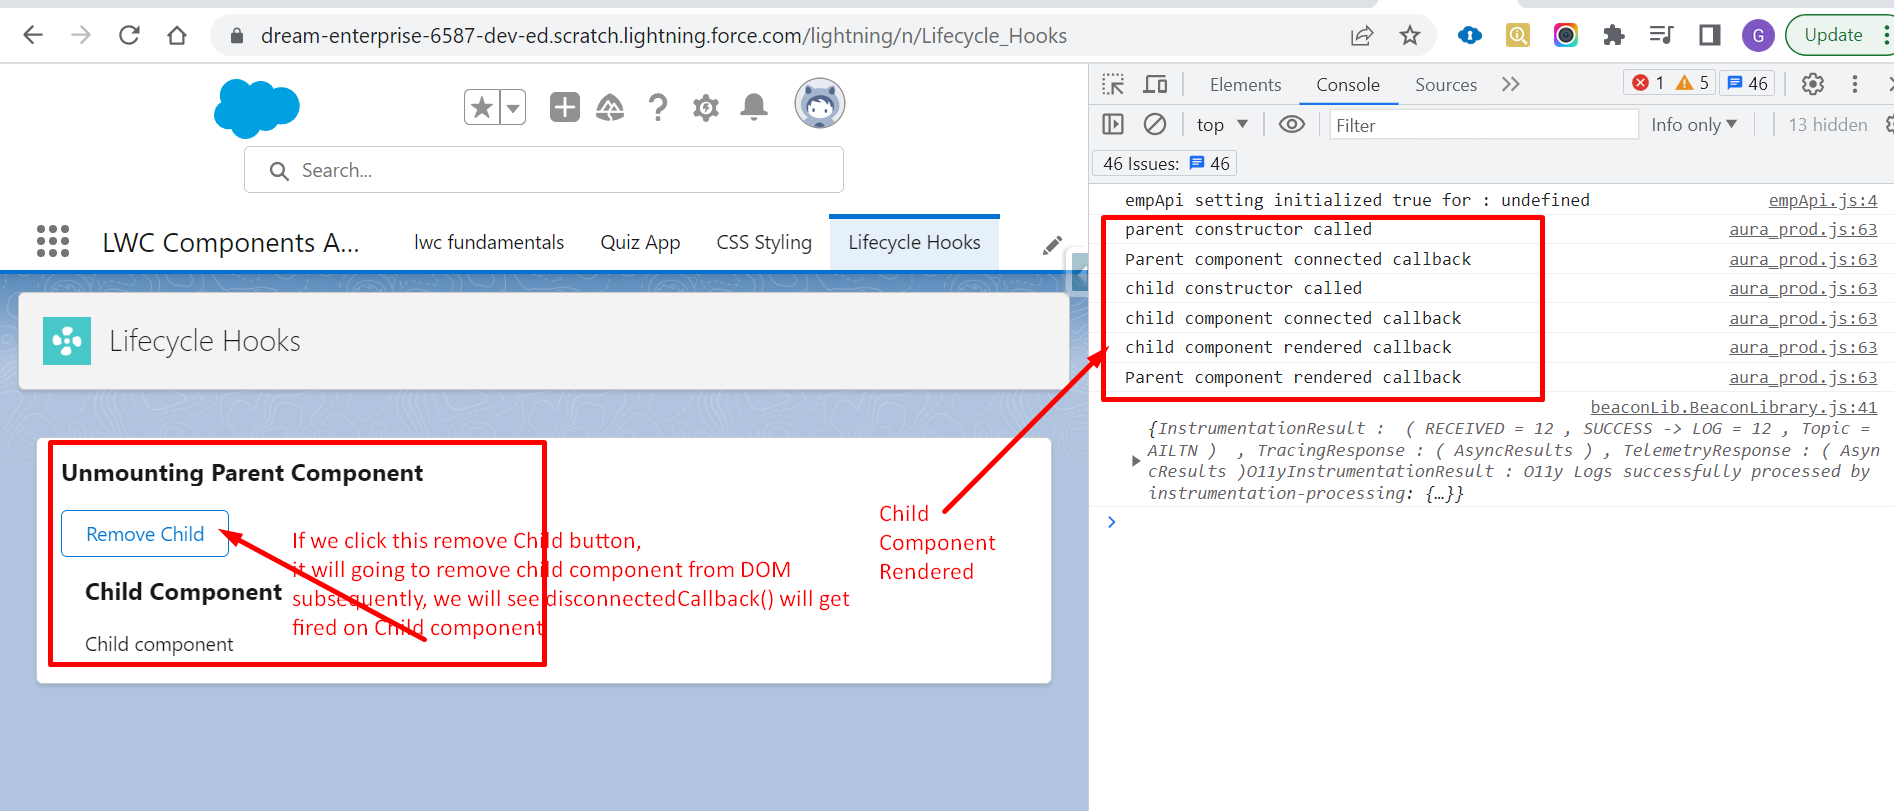 dream-enterprise-6587-dev-ed.scratch.lightning.force.com/lightning/n/Lifecycle_Hooks
G
Update
Search...
LWC Components A...
lwc fundamentals
Quiz App
CSS Styling
Lifecycle Hooks
Lifecycle Hooks
Unmounting Parent Component
Remove Child
Child Component
Child component
If we click this remove Child button,
it will going to remove child component from DOM
subsequently, we will see disconnectedCallback() will get
fired on Child component
Child
Component
Rendered
Elements
Console
Sources
1
5
46
top
Filter
Info only
13 hidden
46 Issues:
46
empApi setting initialized true for : undefined empApi.js:4
parent constructor called aura_prod.js:63
Parent component connected callback aura_prod.js:63
child constructor called aura_prod.js:63
child component connected callback aura_prod.js:63
child component rendered callback aura_prod.js:63
Parent component rendered callback aura_prod.js:63
beaconLib.BeaconLibrary.js:41
{InstrumentationResult : ( RECEIVED = 12 , SUCCESS -> LOG = 12 , Topic =
AILTN ) , TracingResponse : ( AsyncResults ) , TelemetryResponse : ( Asyn
cResults )O11yInstrumentationResult : O11y Logs successfully processed by
instrumentation-processing: {…}}